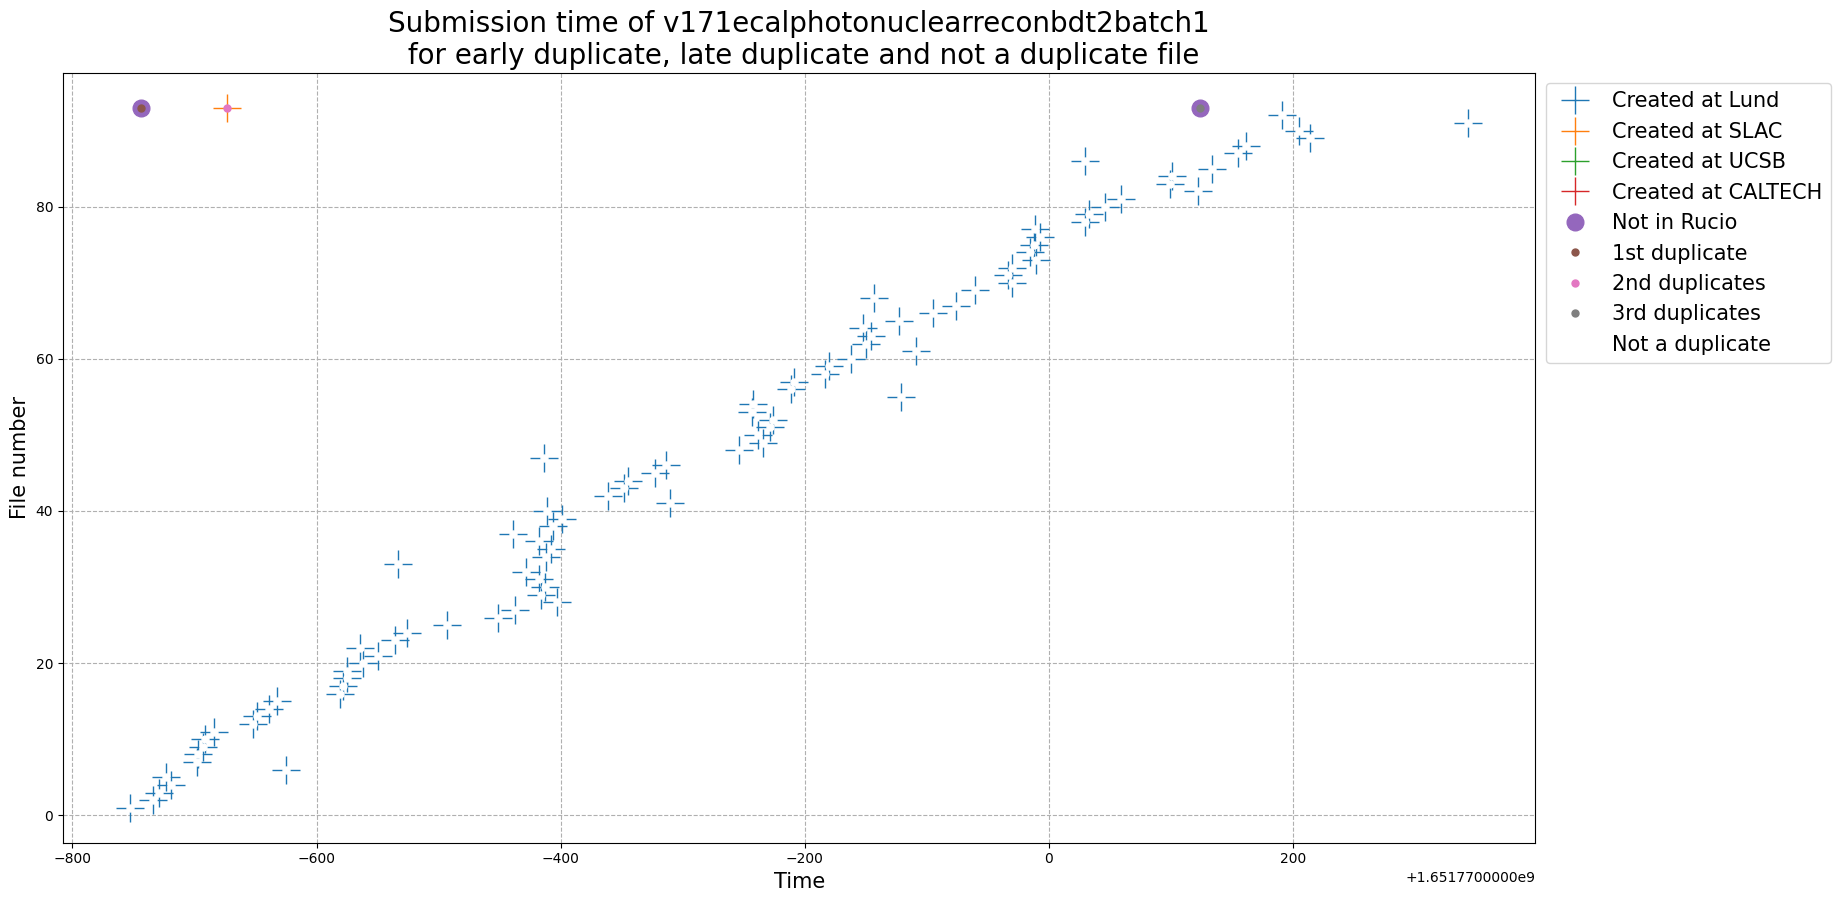 Submission time of v171ecalphotonuclearreconbdt2batch1
for early duplicate, late duplicate and not a duplicate file
File number
80
60
40
20
0
−800
−600
−400
−200
0
200
Time
+1.6517700000e9
Created at Lund
Created at SLAC
Created at UCSB
Created at CALTECH
Not in Rucio
1st duplicate
2nd duplicates
3rd duplicates
Not a duplicate